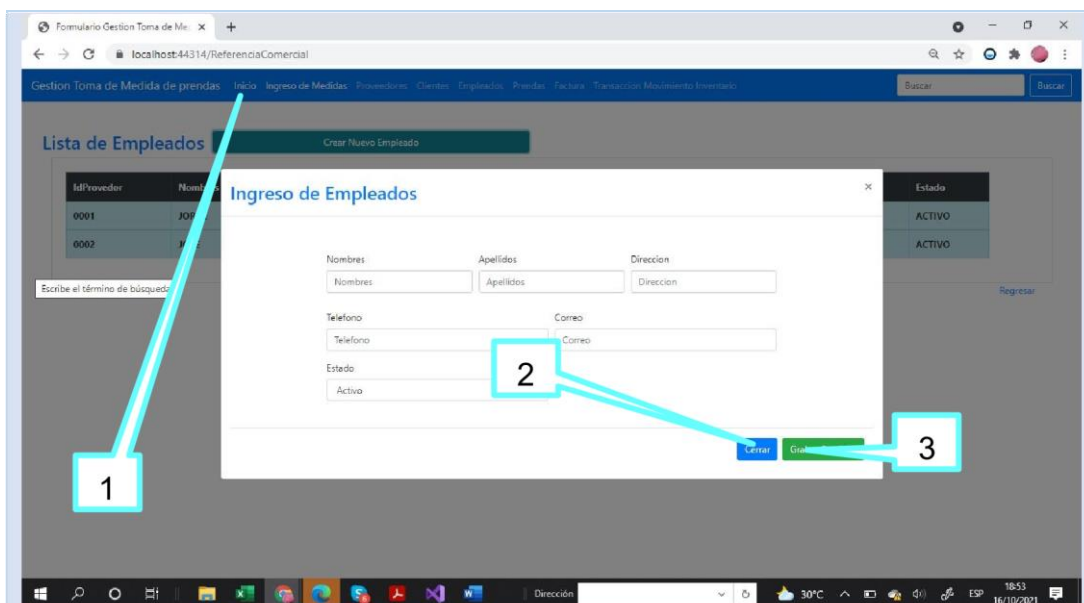 Formulario Gestion Toma de Me
localhost:44314/ReferenciaComercial
Gestion Toma de Medida de prendas Inicio Ingreso de Medidas Proveedores Clientes Empleados Prendas Factura Transaccion Movimiento Inventario Buscar Buscar
Lista de Empleados Crear Nuevo Empleado
IdProveder Estado
0001 ACTIVO
0002 ACTIVO
Ingreso de Empleados ×
Nombres Apellidos Direccion
Nombres Apellidos Direccion
Escribe el término de búsqueda
Regresar
Telefono Correo
Telefono Correo
Estado
Activo
2
Cerrar
3
1
Dirección 30°C ESP 18:53
16/10/2021